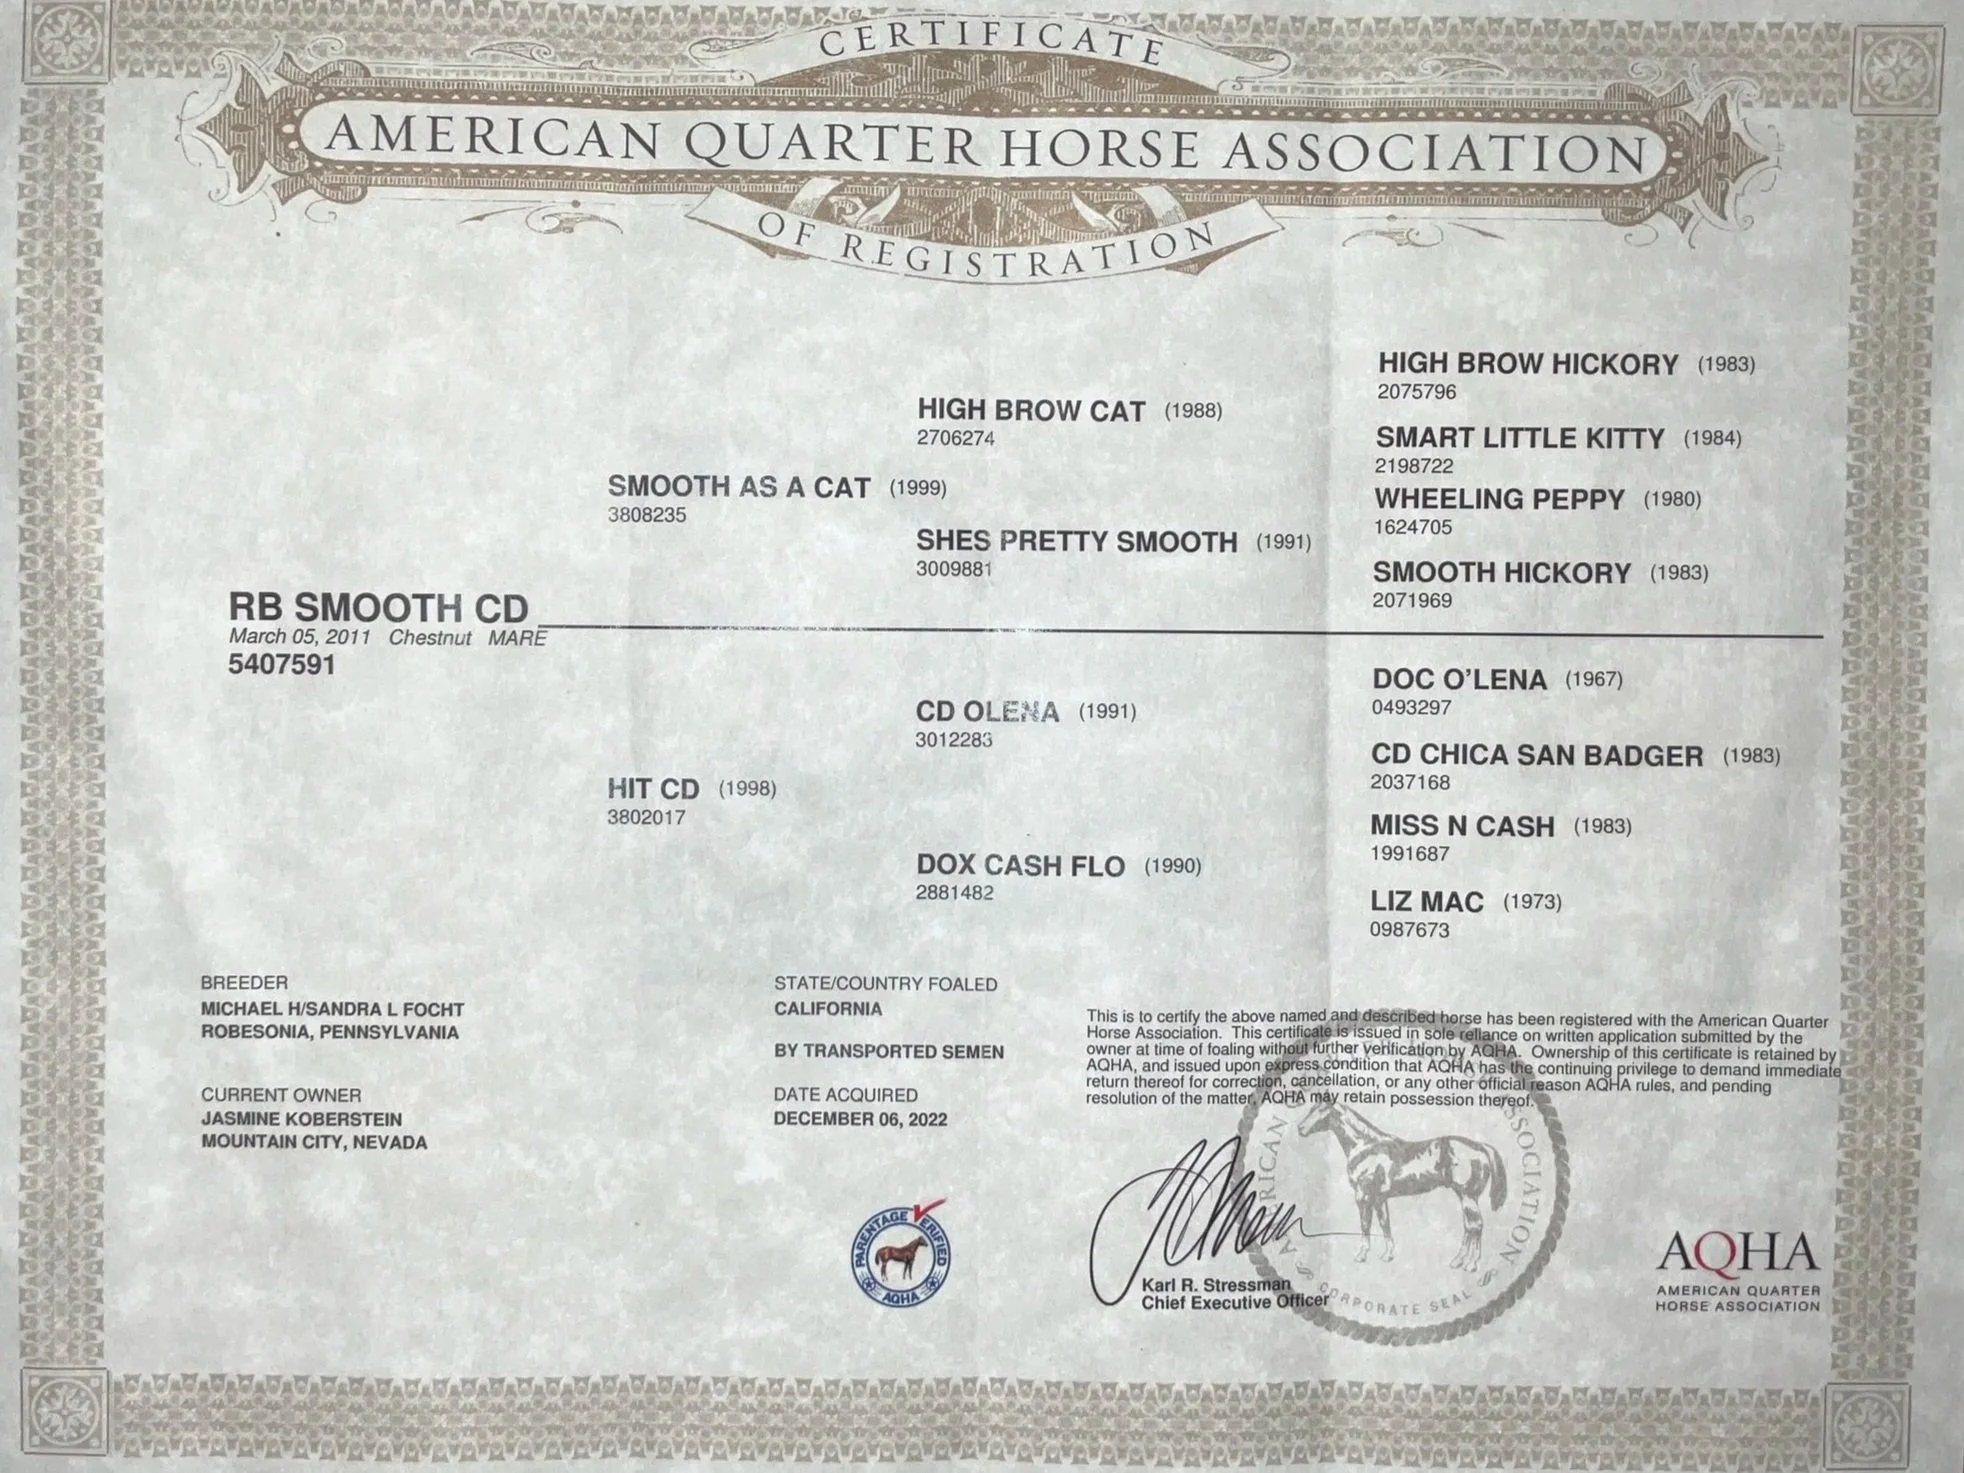 CERTIFICATE
AMERICAN QUARTER HORSE ASSOCIATION
OF REGISTRATION
HIGH BROW HICKORY (1983)
2075796
HIGH BROW CAT (1988)
2706274
SMART LITTLE KITTY (1984)
2198722
SMOOTH AS A CAT (1999)
3808235
WHEELING PEPPY (1980)
1624705
SHES PRETTY SMOOTH (1991)
3009881
SMOOTH HICKORY (1983)
2071969
RB SMOOTH CD
March 05, 2011 Chestnut MARE
5407591
DOC O'LENA (1967)
0493297
CD OLENA (1991)
3012283
CD CHICA SAN BADGER (1983)
2037168
HIT CD (1998)
3802017
MISS N CASH (1983)
1991687
DOX CASH FLO (1990)
2881482
LIZ MAC (1973)
0987673
BREEDER
MICHAEL H/SANDRA L FOCHT
ROBESONIA, PENNSYLVANIA
STATE/COUNTRY FOALED
CALIFORNIA
BY TRANSPORTED SEMEN
CURRENT OWNER
JASMINE KOBERSTEIN
MOUNTAIN CITY, NEVADA
DATE ACQUIRED
DECEMBER 06, 2022
This is to certify the above named and described horse has been registered with the American Quarter
Horse Association. This certificate is issued in sole reliance on written application submitted by the
owner at time of foaling without further verification by AQHA. Ownership of this certificate is retained by
AQHA, and issued upon express condition that AQHA has the continuing privilege to demand immediate
return thereof for correction, cancellation, or any other official reason AQHA rules, and pending
resolution of the matter, AQHA may retain possession thereof.
PARENTAGE VERIFIED
AQHA
Karl R. Stressman
Chief Executive Officer
ASSOCIATION
CORPORATE SEAL
AQHA
AMERICAN QUARTER
HORSE ASSOCIATION